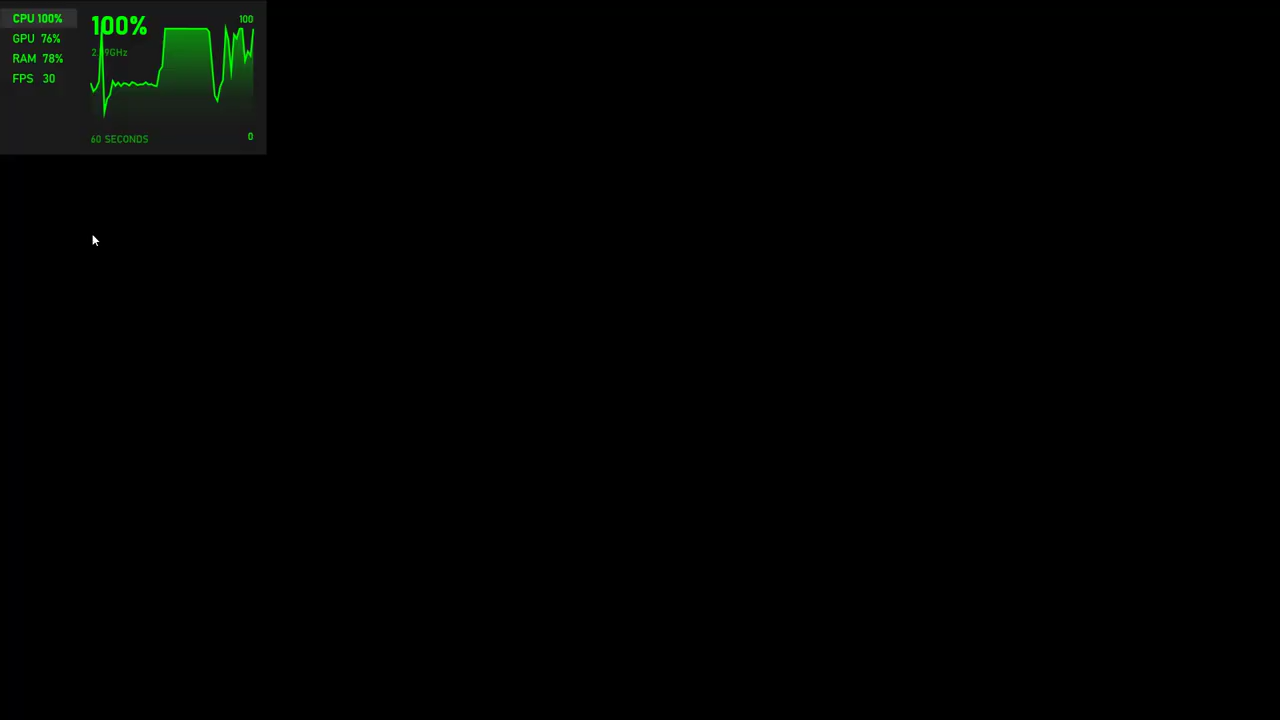 CPU 100%
GPU 76%
RAM 78%
FPS 30
100%
100
60 SECONDS
0